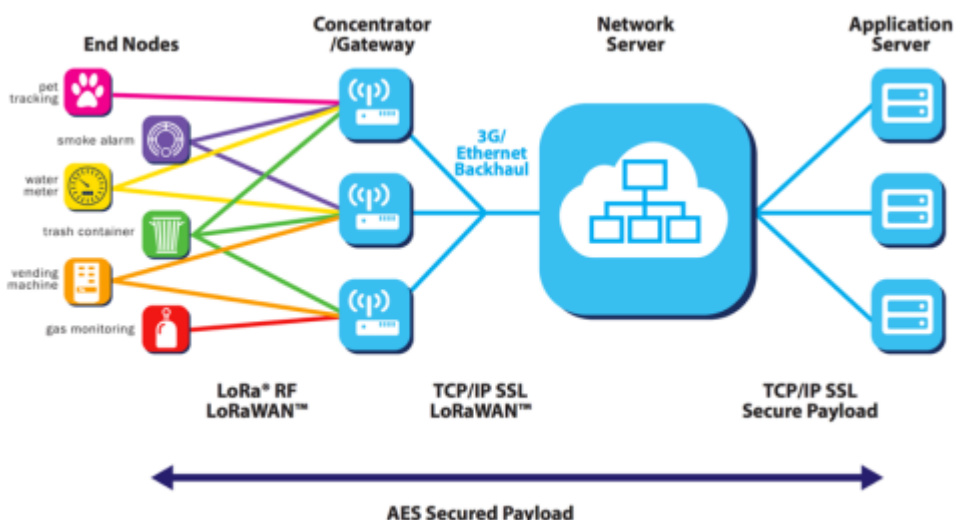 End Nodes
Concentrator
/Gateway
Network
Server
Application
Server
pet
tracking
smoke alarm
water
meter
trash container
vending
machine
gas monitoring
3G/
Ethernet
Backhaul
LoRa® RF
LoRaWAN™
TCP/IP SSL
LoRaWAN™
TCP/IP SSL
Secure Payload
AES Secured Payload